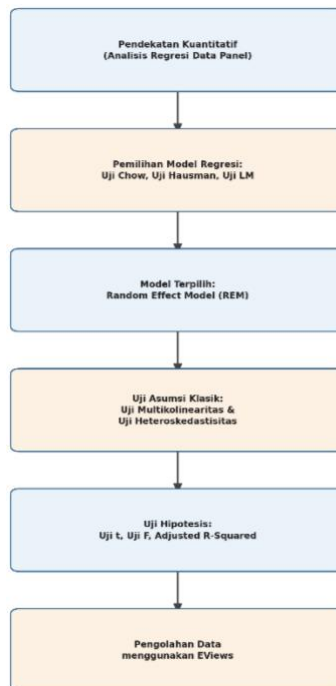 Pendekatan Kuantitatif
(Analisis Regresi Data Panel)
Pemilihan Model Regresi:
Uji Chow, Uji Hausman, Uji LM
Model Terpilih:
Random Effect Model (REM)
Uji Asumsi Klasik:
Uji Multikolinearitas &
Uji Heteroskedastisitas
Uji Hipotesis:
Uji t, Uji F, Adjusted R-Squared
Pengolahan Data
menggunakan EViews